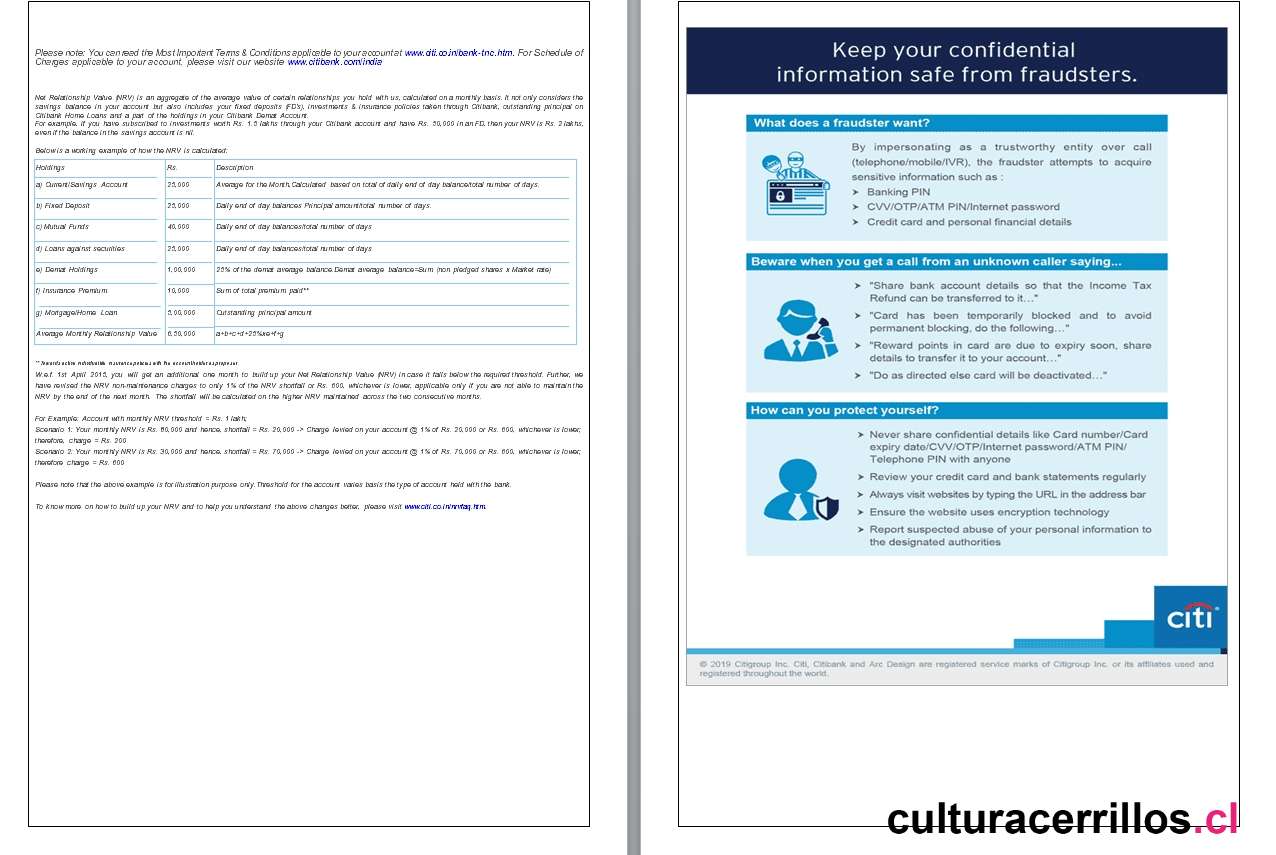 Please note: You can read the Most Important Terms & Conditions applicable to your account at www.citi.co.in/ibank-tnc.htm. For Schedule of
Charges applicable to your account, please visit our website www.citibank.com/india
Net Relationship Value (NRV) is an aggregate of the average value of certain relationships you hold with us, calculated on a monthly basis. It not only considers the
savings balance in your account but also includes your fixed deposits (FD's), Investments & Insurance policies taken through Citibank, outstanding principal on
Citibank Home Loans and a part of the holdings in your Citibank Demat Account.
For example, if you have subscribed to investments worth Rs. 1.5 lakhs through your Citibank account and have Rs. 50,000 in an FD, then your NRV is Rs. 2 lakhs,
even if the balance in the savings account is nil.
Below is a working example of how the NRV is calculated:
Holdings Rs. Description
a) Current/Savings Account 25,000 Average for the Month.Calculated based on total of daily end of day balance/total number of days.
b) Fixed Deposit 25,000 Daily end of day balances Principal amount/total number of days.
c) Mutual Funds 40,000 Daily end of day balances/total number of days
d) Loans against securities 25,000 Daily end of day balances/total number of days
e) Demat Holdings 1,00,000 25% of the demat average balance.Demat average balance=Sum (non pledged shares x Market rate)
f) Insurance Premium 10,000 Sum of total premium paid**
g) Mortgage/Home Loan 5,00,000 Outstanding principal amount
Average Monthly Relationship Value 6,50,000 a+b+c+d+25%xe+f+g
W.e.f. 1st April 2015, you will get an additional one month to build up your Net Relationship Value (NRV) in case it falls below the required threshold. Further, we
have revised the NRV non-maintenance charges to only 1% of the NRV shortfall or Rs. 600, whichever is lower, applicable only if you are not able to maintain the
NRV by the end of the next month. The shortfall will be calculated on the higher NRV maintained across the two consecutive months.
For Example: Account with monthly NRV threshold = Rs. 1 lakh;
Scenario 1: Your monthly NRV is Rs. 80,000 and hence, shortfall = Rs. 20,000 -> Charge levied on your account @ 1% of Rs. 20,000 or Rs. 600, whichever is lower;
therefore, charge = Rs. 200
Scenario 2: Your monthly NRV is Rs. 30,000 and hence, shortfall = Rs. 70,000 -> Charge levied on your account @ 1% of Rs. 70,000 or Rs. 600, whichever is lower;
therefore charge = Rs. 600
Please note that the above example is for illustration purpose only. Threshold for the account varies basis the type of account held with the bank.
To know more on how to build up your NRV and to help you understand the above changes better, please visit www.citi.co.in/nrvfaq.htm.
Keep your confidential
information safe from fraudsters.
What does a fraudster want?
By impersonating as a trustworthy entity over call
(telephone/mobile/IVR), the fraudster attempts to acquire
sensitive information such as :
➤ Banking PIN
➤ CVV/OTP/ATM PIN/Internet password
➤ Credit card and personal financial details
Beware when you get a call from an unknown caller saying...
➤ "Share bank account details so that the Income Tax
Refund can be transferred to it…"
➤ "Card has been temporarily blocked and to avoid
permanent blocking, do the following…"
➤ "Reward points in card are due to expiry soon, share
details to transfer it to your account…"
➤ "Do as directed else card will be deactivated…"
How can you protect yourself?
➤ Never share confidential details like Card number/Card
expiry date/CVV/OTP/Internet password/ATM PIN/
Telephone PIN with anyone
➤ Review your credit card and bank statements regularly
➤ Always visit websites by typing the URL in the address bar
➤ Ensure the website uses encryption technology
➤ Report suspected abuse of your personal information to
the designated authorities
citi®
© 2019 Citigroup Inc. Citi, Citibank and Arc Design are registered service marks of Citigroup Inc. or its affiliates used and
registered throughout the world.
culturacerrillos.cl